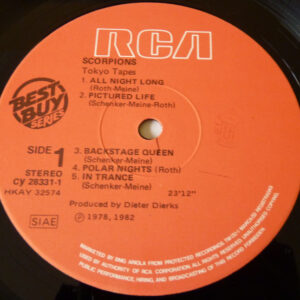 RCA
SCORPIONS
Tokyo Tapes
1. ALL NIGHT LONG
(Roth-Meine)
2. PICTURED LIFE
(Schenker-Meine-Roth)
BEST
BUY
SERIES
SIDE 1
3. BACKSTAGE QUEEN
(Schenker-Meine)
4. POLAR NIGHTS (Roth)
5. IN TRANCE
(Schenker-Meine)
STEREO
CY 28331-1
HKAY 32574
23'12"
Produced by Dieter Dierks
SIAE
℗ 1978, 1982